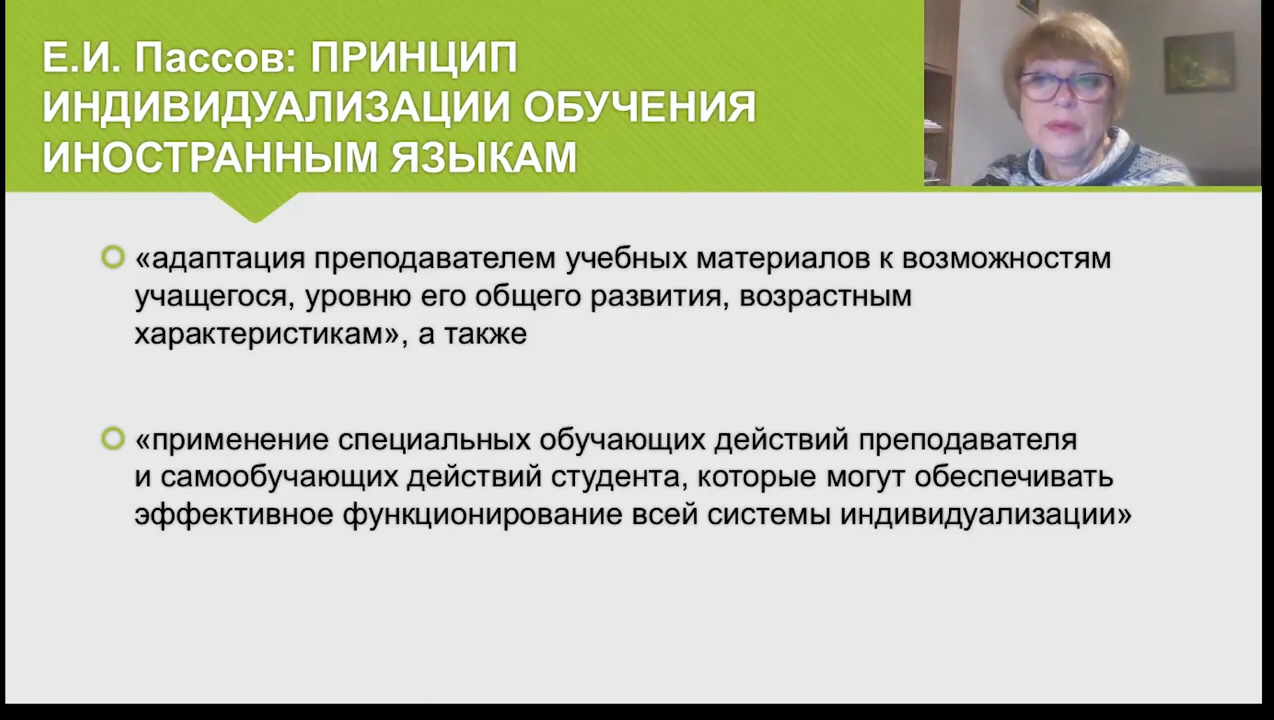 Е.И. Пассов: ПРИНЦИП
ИНДИВИДУАЛИЗАЦИИ ОБУЧЕНИЯ
ИНОСТРАННЫМ ЯЗЫКАМ
«адаптация преподавателем учебных материалов к возможностям
учащегося, уровню его общего развития, возрастным
характеристикам», а также
«применение специальных обучающих действий преподавателя
и самообучающих действий студента, которые могут обеспечивать
эффективное функционирование всей системы индивидуализации»